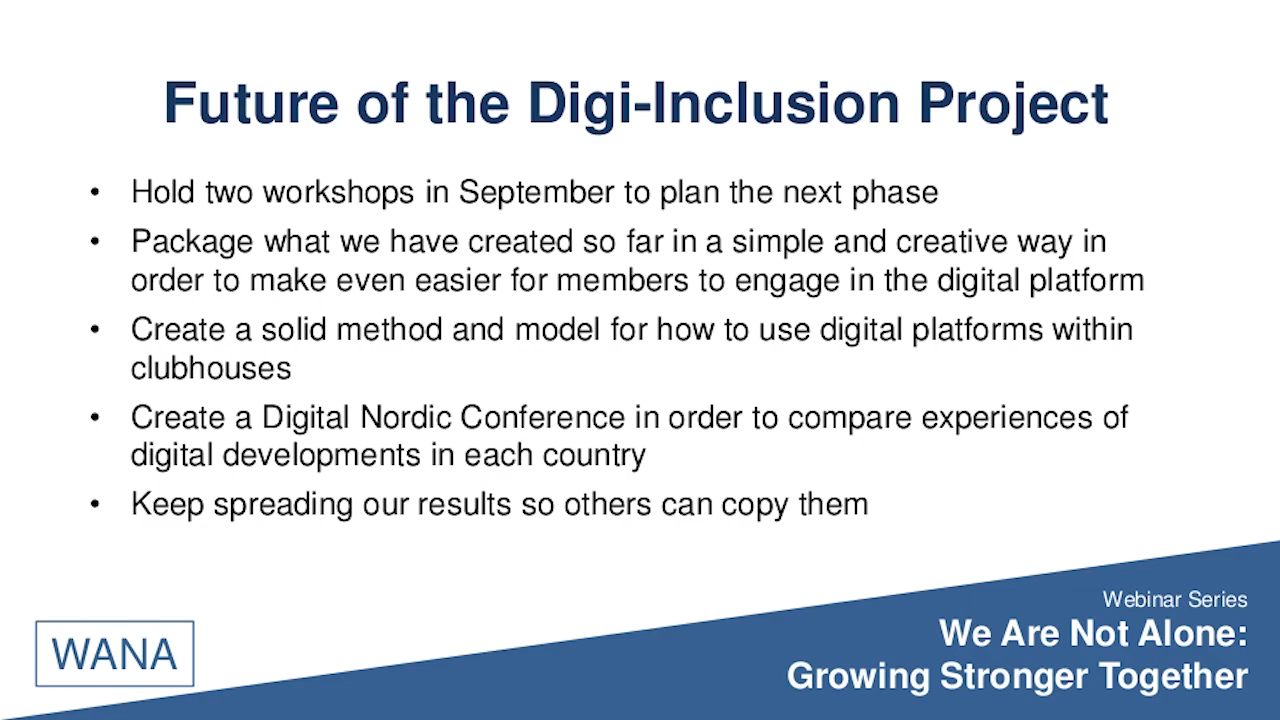 Future of the Digi-Inclusion Project
• Hold two workshops in September to plan the next phase
• Package what we have created so far in a simple and creative way in
order to make even easier for members to engage in the digital platform
• Create a solid method and model for how to use digital platforms within
clubhouses
• Create a Digital Nordic Conference in order to compare experiences of
digital developments in each country
• Keep spreading our results so others can copy them
Webinar Series
We Are Not Alone:
Growing Stronger Together
WANA